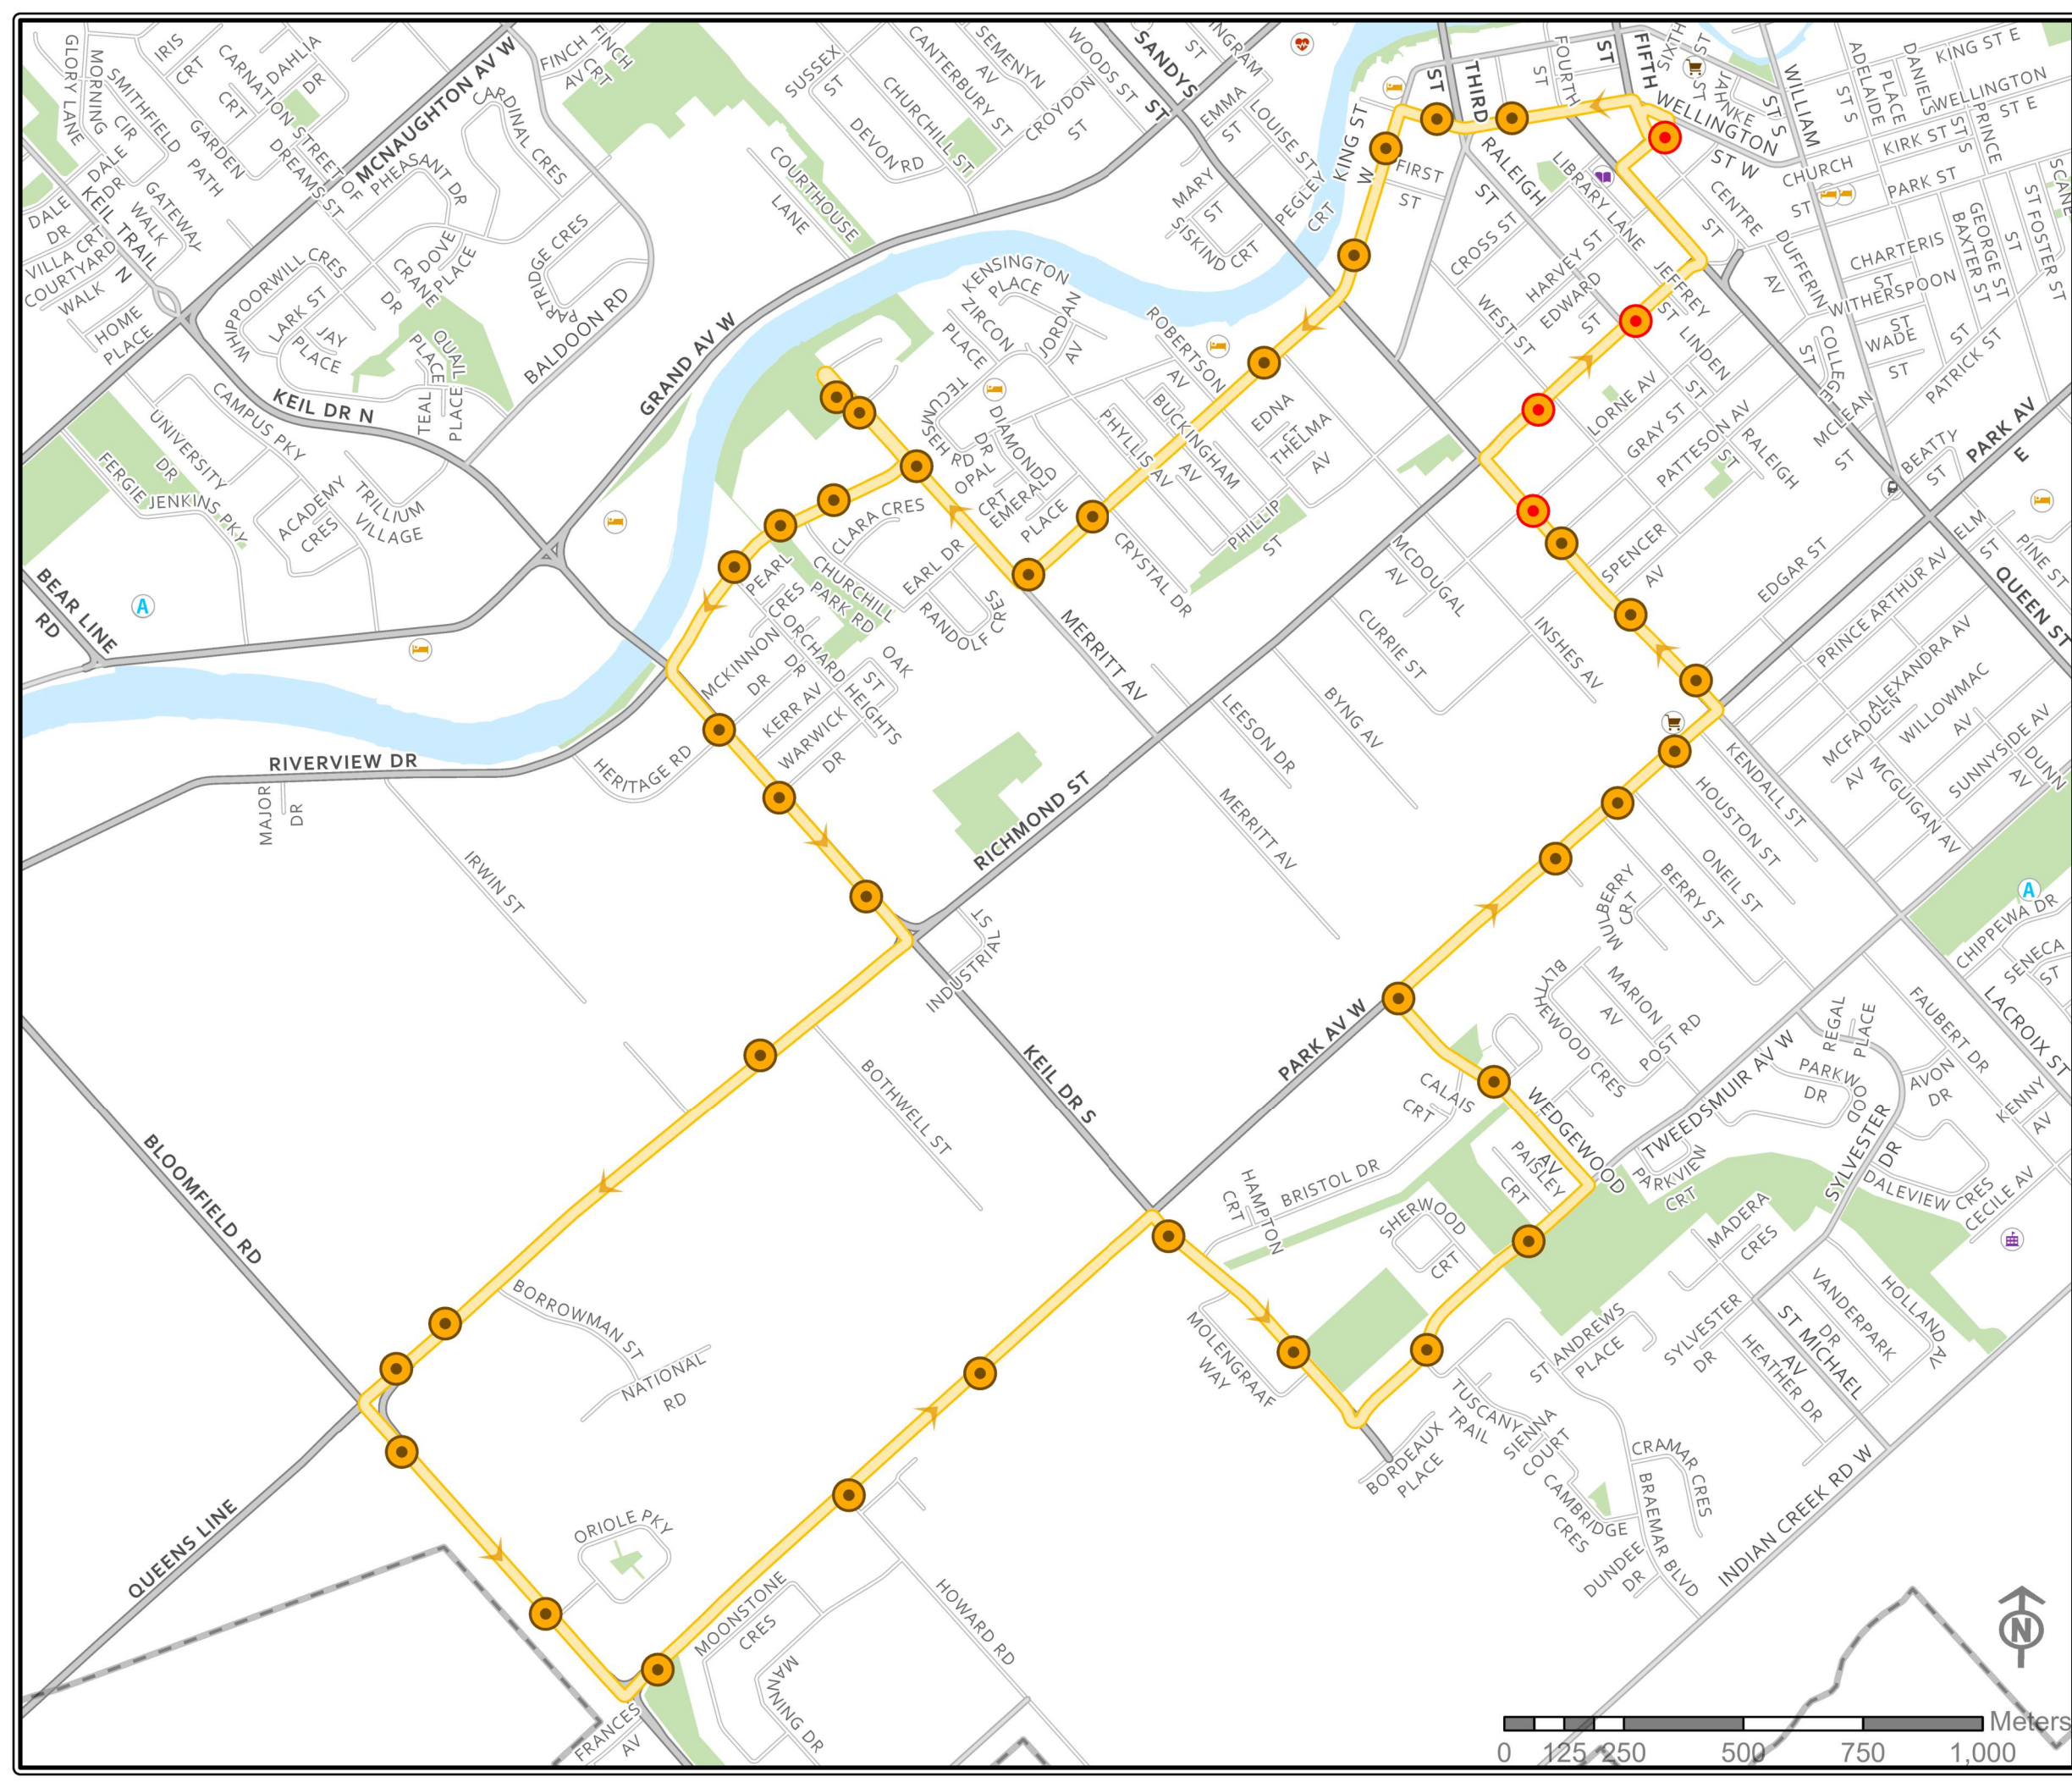 GLORY LANE
MORNING
SMITHFIELD
CIR
DALE
DR
IRIS
CRT
CARNATION
CRT
DAHLIA
DR
GARDEN
PATH
STREET OF
DREAMS ST
MCNAUGHTON AV W
FINCH
AV
FINCH
CRT
CARDINAL CRES
PHEASANT DR
DALE
DR
KEIL TRAIL
N
GATEWAY
WALK
VILLA CRT
COURTYARD
WALK
HOME
PLACE
WHIPPOORWILL CRES
LARK ST
JAY
PLACE
DOVE
PLACE
CRANE
DR
PARTRIDGE CRES
QUAIL
PLACE
TEAL
PLACE
BALDOON RD
KEIL DR N
SUSSEX
ST
CANTERBURY ST
SEMENYN
AV
WOODS ST
CHURCHILL ST
CROYDON
ST
DEVON RD
COURTHOUSE
LANE
SANDYS
ST
INGRAM
ST
EMMA
ST
LOUISE ST
MARY
ST
SISKIND CRT
PEGLEY
CRT
KING ST
W
FIRST
ST
ST
THIRD
ST
FOURTH
ST
ST
FIFTH
SIXTH
ST
JAHNKE
ST
ST S
WILLIAM
ADELAIDE
ST S
PLACE
DANIELS
KING ST E
WELLINGTON
ST E
WELLINGTON
ST W
PRINCE
ST S
KIRK ST
CHURCH
ST
PARK ST
SCANE
ST
FOSTER ST
GEORGE ST
BAXTER ST
CHARTERIS
ST
WITHERSPOON
ST
WADE
ST
PATRICK ST
RALEIGH
ST
LIBRARY LANE
CROSS ST
HARVEY ST
EDWARD
ST
WEST ST
JEFFREY
ST
LINDEN
ST
CENTRE
ST
DUFFERIN
AV
COLLEGE
ST
MCLEAN
ST
BEATTY
ST
PARK AV
E
LORNE AV
GRAY ST
PATTESON AV
RALEIGH
ST
GRAND AV W
KENSINGTON
PLACE
ZIRCON
PLACE
JORDAN
AV
TECUMSEH RD
DIAMOND
DR
OPAL
CRT
EMERALD
PLACE
ROBERTSON
AV
BUCKINGHAM
AV
PHYLLIS AV
EDNA
ST
THELMA
AV
PHILLIP
ST
CRYSTAL DR
UNIVERSITY
DR
CAMPUS PKY
FERGIE JENKINS PKY
ACADEMY
CRES
TRILLIUM
VILLAGE
BEAR LINE
RD
CLARA CRES
EARL DR
CHURCHILL
PARK RD
RANDOLF CRES
PEARL
CRES
ORCHARD HEIGHTS
DR
MCKINNON
DR
KERR AV
OAK
ST
WARWICK
DR
HERITAGE RD
MERRITT AV
RIVERVIEW DR
MAJOR
DR
IRWIN ST
MCDOUGAL
AV
CURRIE ST
INSHES AV
SPENCER
AV
EDGAR ST
BYNG AV
LEESON DR
MERRITT AV
RICHMOND ST
ELM
ST
PINE ST
QUEEN ST
PRINCE ARTHUR AV
ALEXANDRA AV
WILLOWMAC
AV
MCFADDEN
AV
SUNNYSIDE AV
DUNN
AV
MCGUIGAN AV
KENDALL ST
HOUSTON ST
ONEIL ST
BERRY ST
MULBERRY
CRT
INDUSTRIAL ST
KEIL DR S
BOTHWELL ST
BLYTHEWOOD CRES
MARION
AV
POST RD
CHIPPEWA DR
SENECA
ST
LACROIX ST
FAUBERT DR
REGAL
PLACE
AVON
DR
KENNY
AV
PARKWOOD
DR
TWEEDSMUIR AV W
PARK AV W
CALAIS
CRT
WEDGEWOOD
AV
PAISLEY
CRT
PARKVIEW
CRT
SYLVESTER
DR
DALEVIEW CRES
CECILE AV
MADERA
CRES
BRISTOL DR
HAMPTON
CRT
SHERWOOD
CRT
BLOOMFIELD RD
BORROWMAN ST
NATIONAL
RD
MOLENGRAAF
WAY
ST ANDREWS
PLACE
SYLVESTER
DR
ST MICHAEL
AV
VANDERPARK
DR
HOLLAND
AV
HEATHER DR
TUSCANY
TRAIL
SIENNA
COURT
BORDEAUX
PLACE
CAMBRIDGE
CRES
CRAMAR CRES
BRAEMAR BLVD
DUNDEE
DR
INDIAN CREEK RD W
QUEENS LINE
ORIOLE PKY
MOONSTONE
CRES
MANNING DR
HOWARD RD
FRANCES
AV
A
A
N
Meters
0 125 250 500 750 1,000